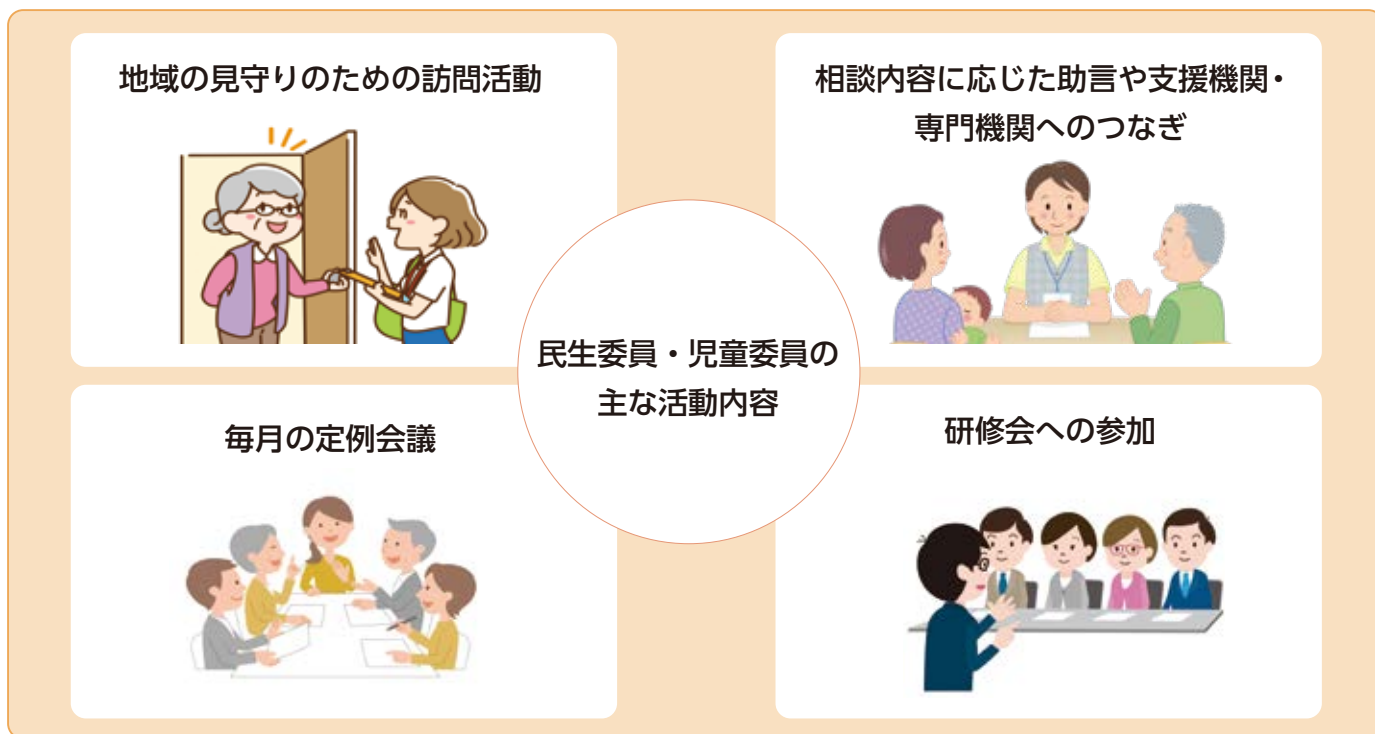 地域の見守りのための訪問活動
相談内容に応じた助言や支援機関・
専門機関へのつなぎ
民生委員・児童委員の
主な活動内容
毎月の定例会議
研修会への参加